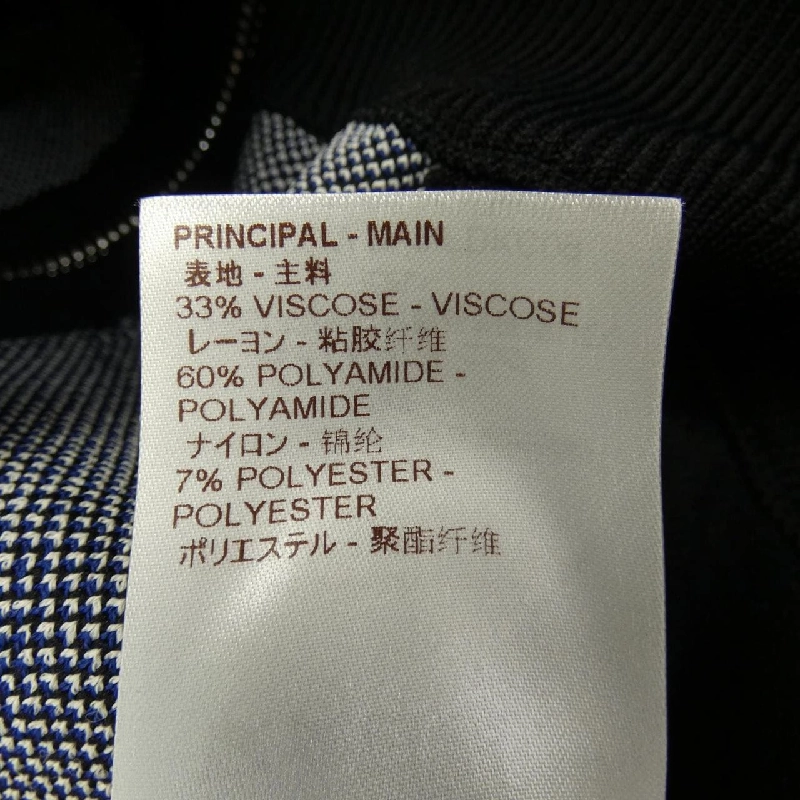 PRINCIPAL - MAIN
表地 - 主料
33% VISCOSE - VISCOSE
レーヨン - 粘胶纤维
60% POLYAMIDE -
POLYAMIDE
ナイロン - 锦纶
7% POLYESTER -
POLYESTER
ポリエステル - 聚酯纤维